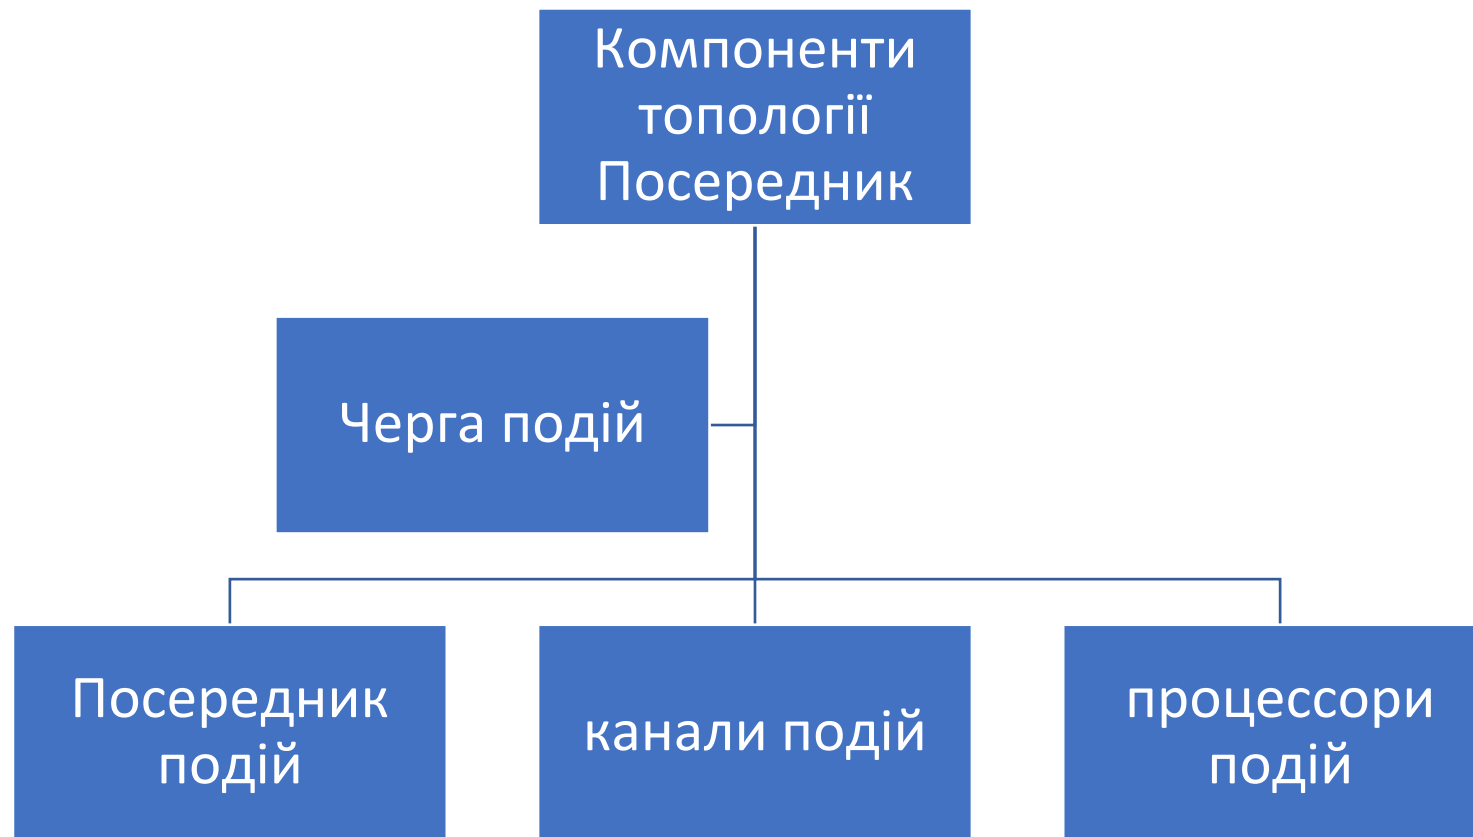 Компоненти
топології
Посередник
Черга подій
Посередник
подій
канали подій
процессори
подій